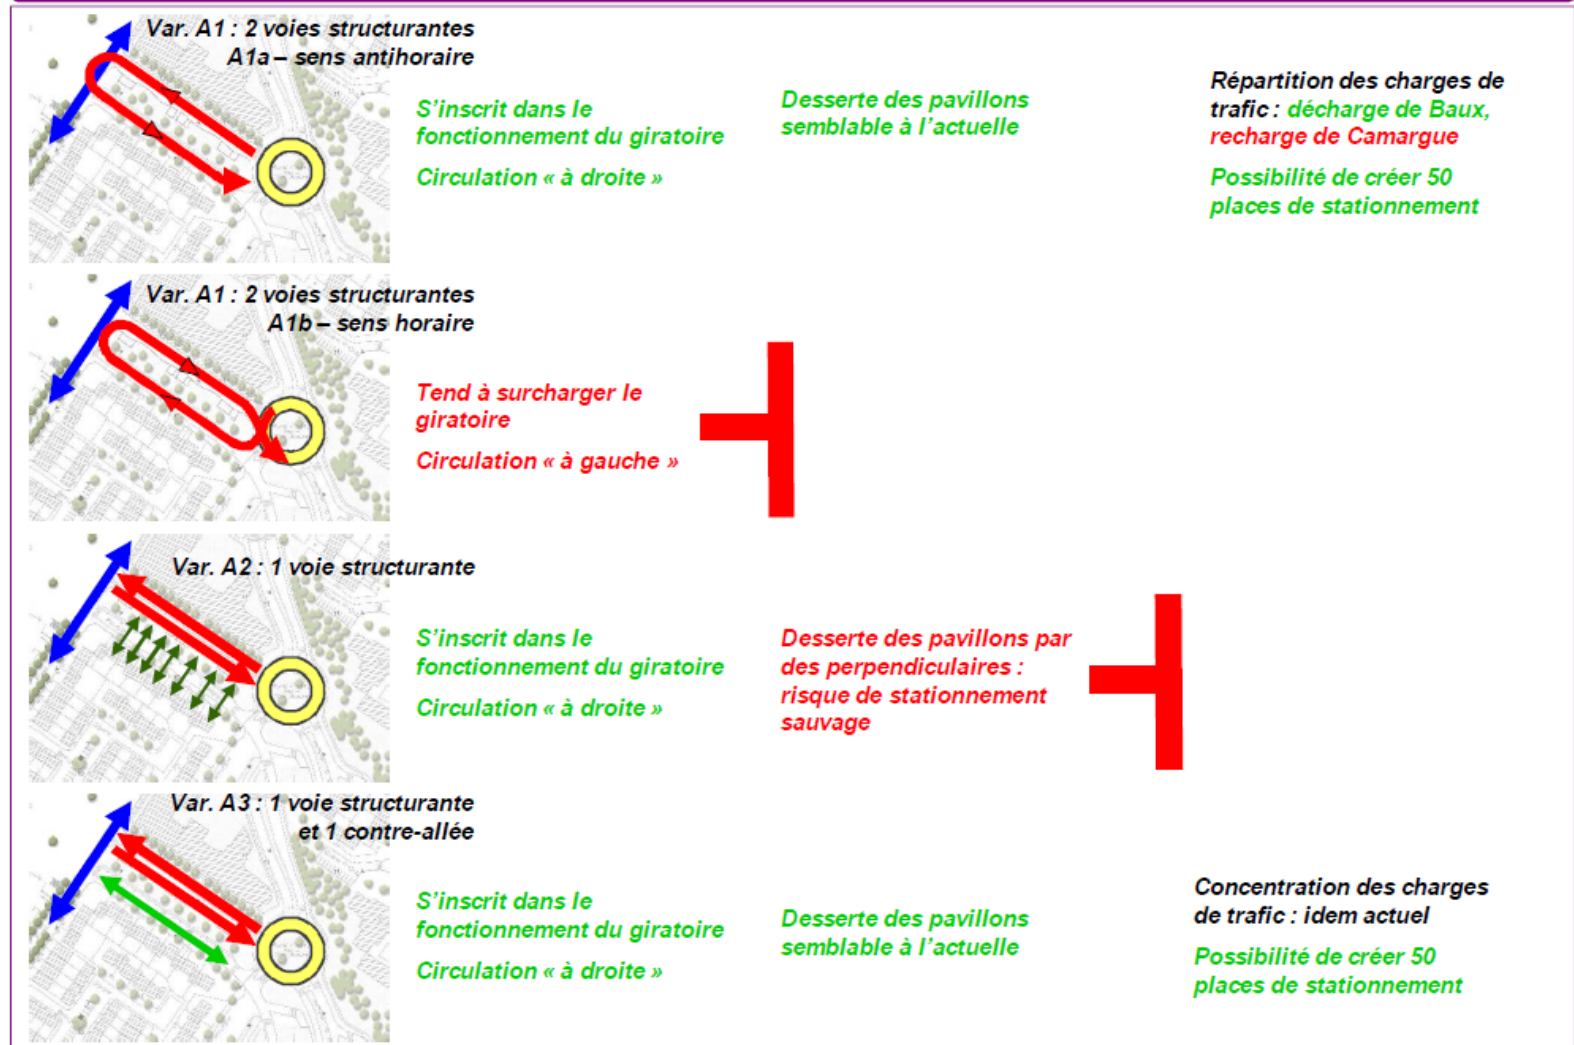 Var. A1 : 2 voies structurantes
A1a – sens antihoraire
S'inscrit dans le
fonctionnement du giratoire
Circulation « à droite »
Desserte des pavillons
semblable à l'actuelle
Répartition des charges de
trafic : décharge de Baux,
recharge de Camargue
Possibilité de créer 50
places de stationnement
Var. A1 : 2 voies structurantes
A1b – sens horaire
Tend à surcharger le
giratoire
Circulation « à gauche »
Var. A2 : 1 voie structurante
S'inscrit dans le
fonctionnement du giratoire
Circulation « à droite »
Desserte des pavillons par
des perpendiculaires :
risque de stationnement
sauvage
Var. A3 : 1 voie structurante
et 1 contre-allée
S'inscrit dans le
fonctionnement du giratoire
Circulation « à droite »
Desserte des pavillons
semblable à l'actuelle
Concentration des charges
de trafic : idem actuel
Possibilité de créer 50
places de stationnement